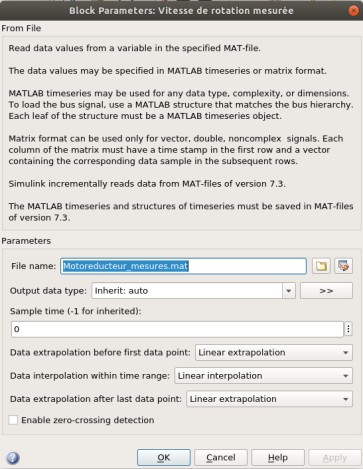 Block Parameters: Vitesse de rotation mesurée
From File
Read data values from a variable in the specified MAT-file.
The data values may be specified in MATLAB timeseries or matrix format.
MATLAB timeseries may be used for any data type, complexity, or dimensions.
To load the bus signal, use a MATLAB structure that matches the bus hierarchy.
Each leaf of the structure must be a MATLAB timeseries object.
Matrix format can be used only for vector, double, noncomplex signals. Each
column of the matrix must have a time stamp in the first row and a vector
containing the corresponding data sample in the subsequent rows.
Simulink incrementally reads data from MAT-files of version 7.3.
The MATLAB timeseries and structures of timeseries must be saved in MAT-files
of version 7.3.
Parameters
File name: Motoreducteur_mesures.mat
Output data type: Inherit: auto >>
Sample time (-1 for inherited):
0
Data extrapolation before first data point: Linear extrapolation
Data interpolation within time range: Linear interpolation
Data extrapolation after last data point: Linear extrapolation
Enable zero-crossing detection
OK Cancel Help Apply